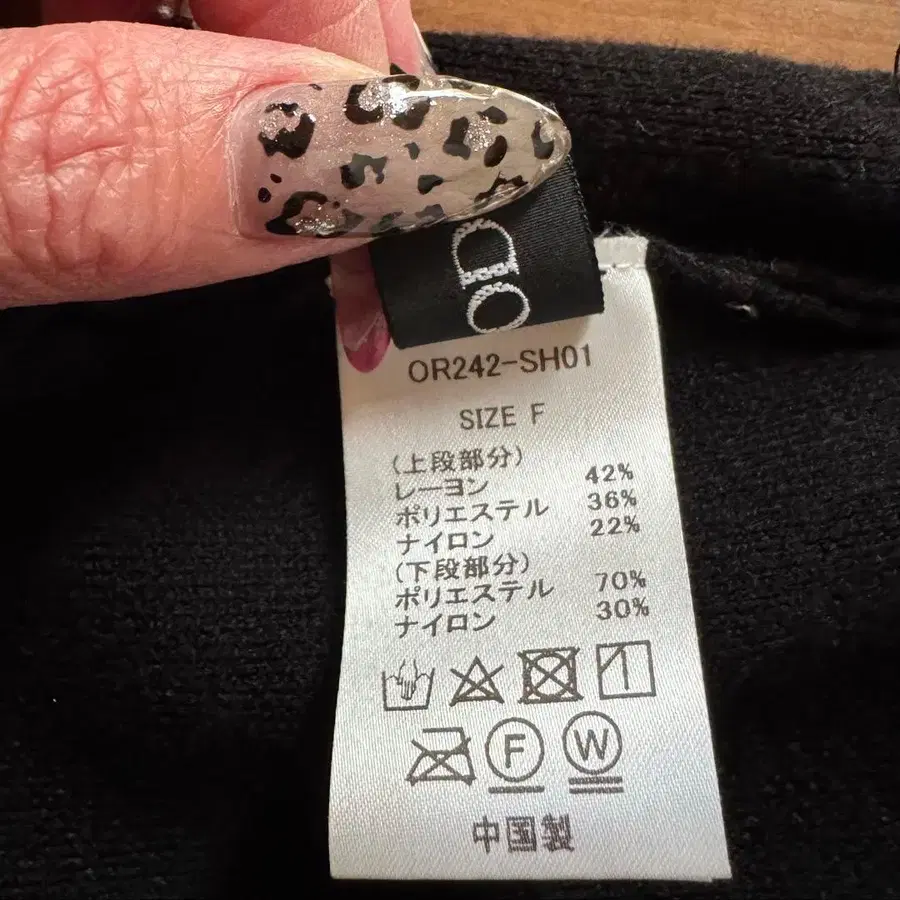 OR242-SH01
SIZE F
(上段部分)
レーヨン 42%
ポリエステル 36%
ナイロン 22%
(下段部分)
ポリエステル 70%
ナイロン 30%
F W
中国製